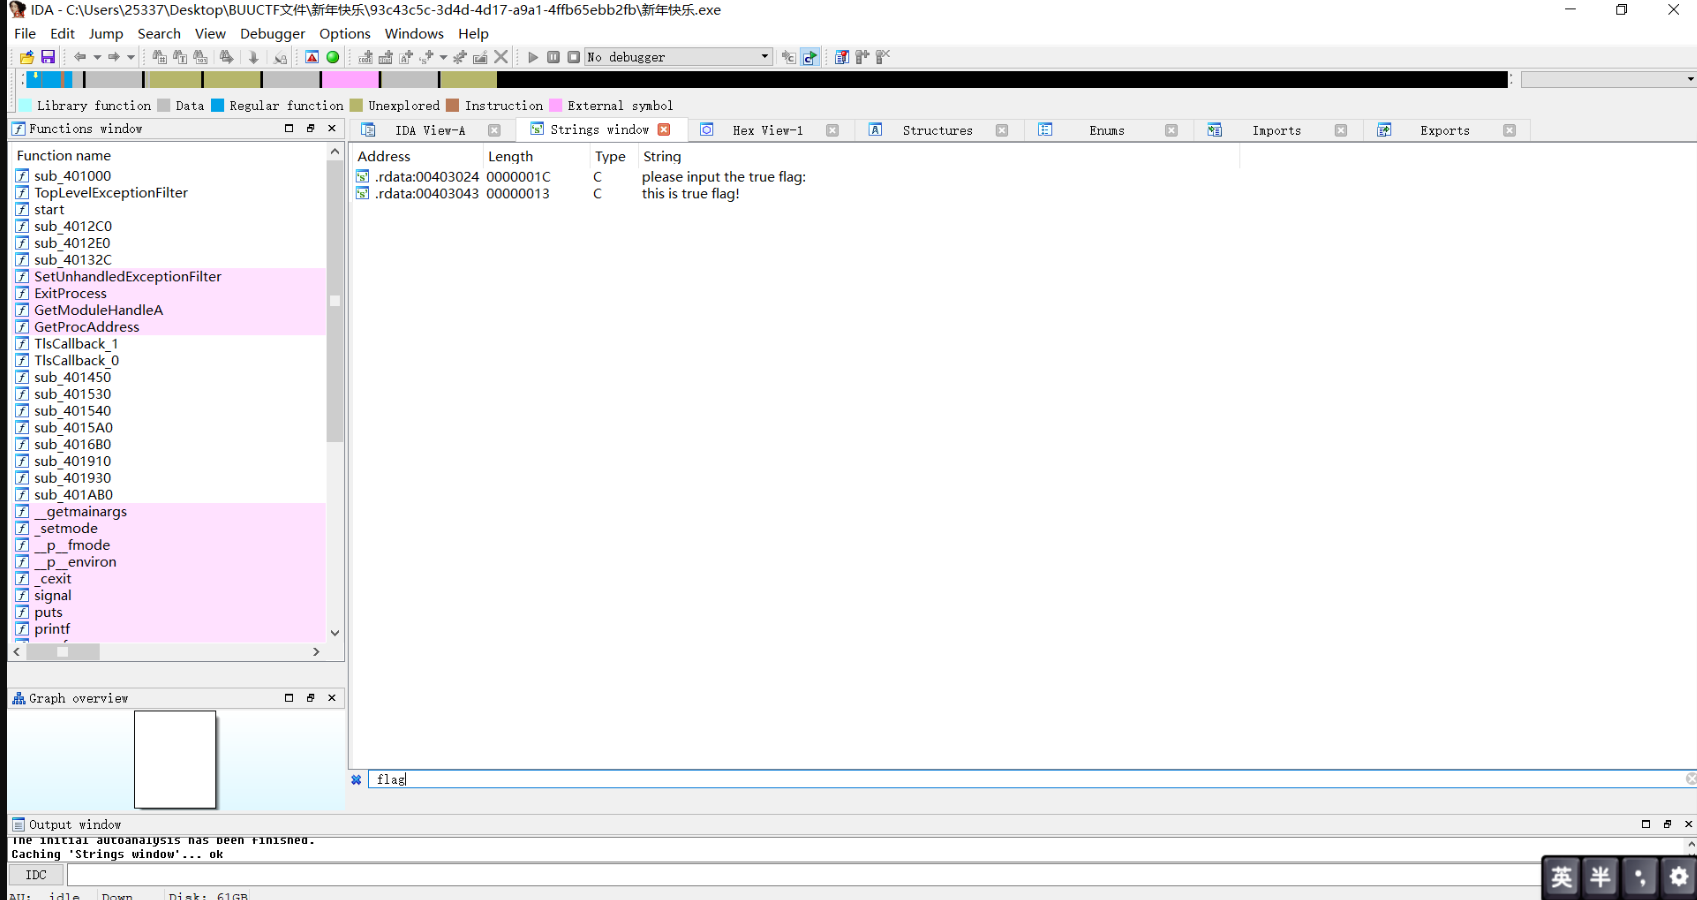 IDA - C:\Users\25337\Desktop\BUUCTF文件\新年快乐\93c43c5c-3d4d-4d17-a9a1-4ffb65ebb2fb\新年快乐.exe
File Edit Jump Search View Debugger Options Windows Help
No debugger
Library function Data Regular function Unexplored Instruction External symbol
Functions window
IDA View-A Strings window Hex View-1 Structures Enums Imports Exports
Function name
sub_401000
TopLevelExceptionFilter
start
sub_4012C0
sub_4012E0
sub_40132C
SetUnhandledExceptionFilter
ExitProcess
GetModuleHandleA
GetProcAddress
TlsCallback_1
TlsCallback_0
sub_401450
sub_401530
sub_401540
sub_4015A0
sub_4016B0
sub_401910
sub_401930
sub_401AB0
__getmainargs
_setmode
__p__fmode
__p__environ
_cexit
signal
puts
printf
Address Length Type String
.rdata:00403024 0000001C C please input the true flag:
.rdata:00403043 00000013 C this is true flag!
flag
Graph overview
Output window
The initial autoanalysis has been finished.
Caching 'Strings window'... ok
IDC
AU: idle Down Disk: 61GB
英 半